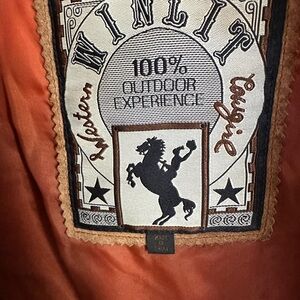 WINLIT
Western
Cowgirl
100%
OUTDOOR
EXPERIENCE